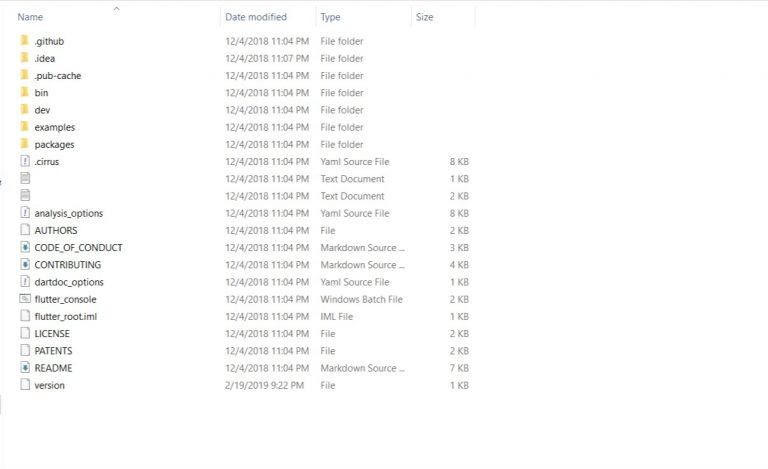 Name Date modified Type Size
.github 12/4/2018 11:04 PM File folder
.idea 12/4/2018 11:07 PM File folder
.pub-cache 12/4/2018 11:04 PM File folder
bin 12/4/2018 11:04 PM File folder
dev 12/4/2018 11:04 PM File folder
examples 12/4/2018 11:04 PM File folder
packages 12/4/2018 11:04 PM File folder
.cirrus 12/4/2018 11:04 PM Yaml Source File 8 KB
12/4/2018 11:04 PM Text Document 1 KB
12/4/2018 11:04 PM Text Document 2 KB
analysis_options 12/4/2018 11:04 PM Yaml Source File 8 KB
AUTHORS 12/4/2018 11:04 PM File 2 KB
CODE_OF_CONDUCT 12/4/2018 11:04 PM Markdown Source ... 3 KB
CONTRIBUTING 12/4/2018 11:04 PM Markdown Source ... 4 KB
dartdoc_options 12/4/2018 11:04 PM Yaml Source File 1 KB
flutter_console 12/4/2018 11:04 PM Windows Batch File 2 KB
flutter_root.iml 12/4/2018 11:04 PM IML File 1 KB
LICENSE 12/4/2018 11:04 PM File 2 KB
PATENTS 12/4/2018 11:04 PM File 2 KB
README 12/4/2018 11:04 PM Markdown Source ... 7 KB
version 2/19/2019 9:22 PM File 1 KB